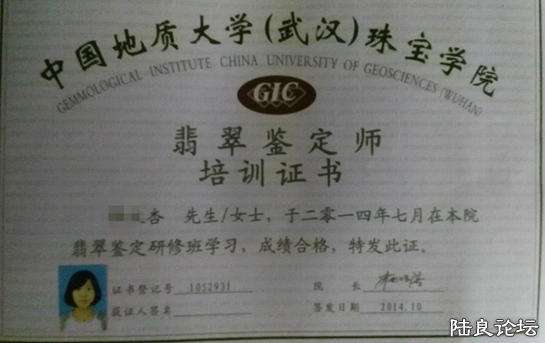 中国地质大学(武汉)珠宝学院
GEMMOLOGICAL INSTITUTE CHINA UNIVERSITY OF GEOSCIENCES (WUHAN)
GIC
翡翠鉴定师
培训证书
杏 先生/女士，于二零一四年七月在本院
翡翠鉴定研修班学习，成绩合格，特发此证。
证书登记号 1052931 院 长
获证人签名 签发日期 2014.10
陆良论坛